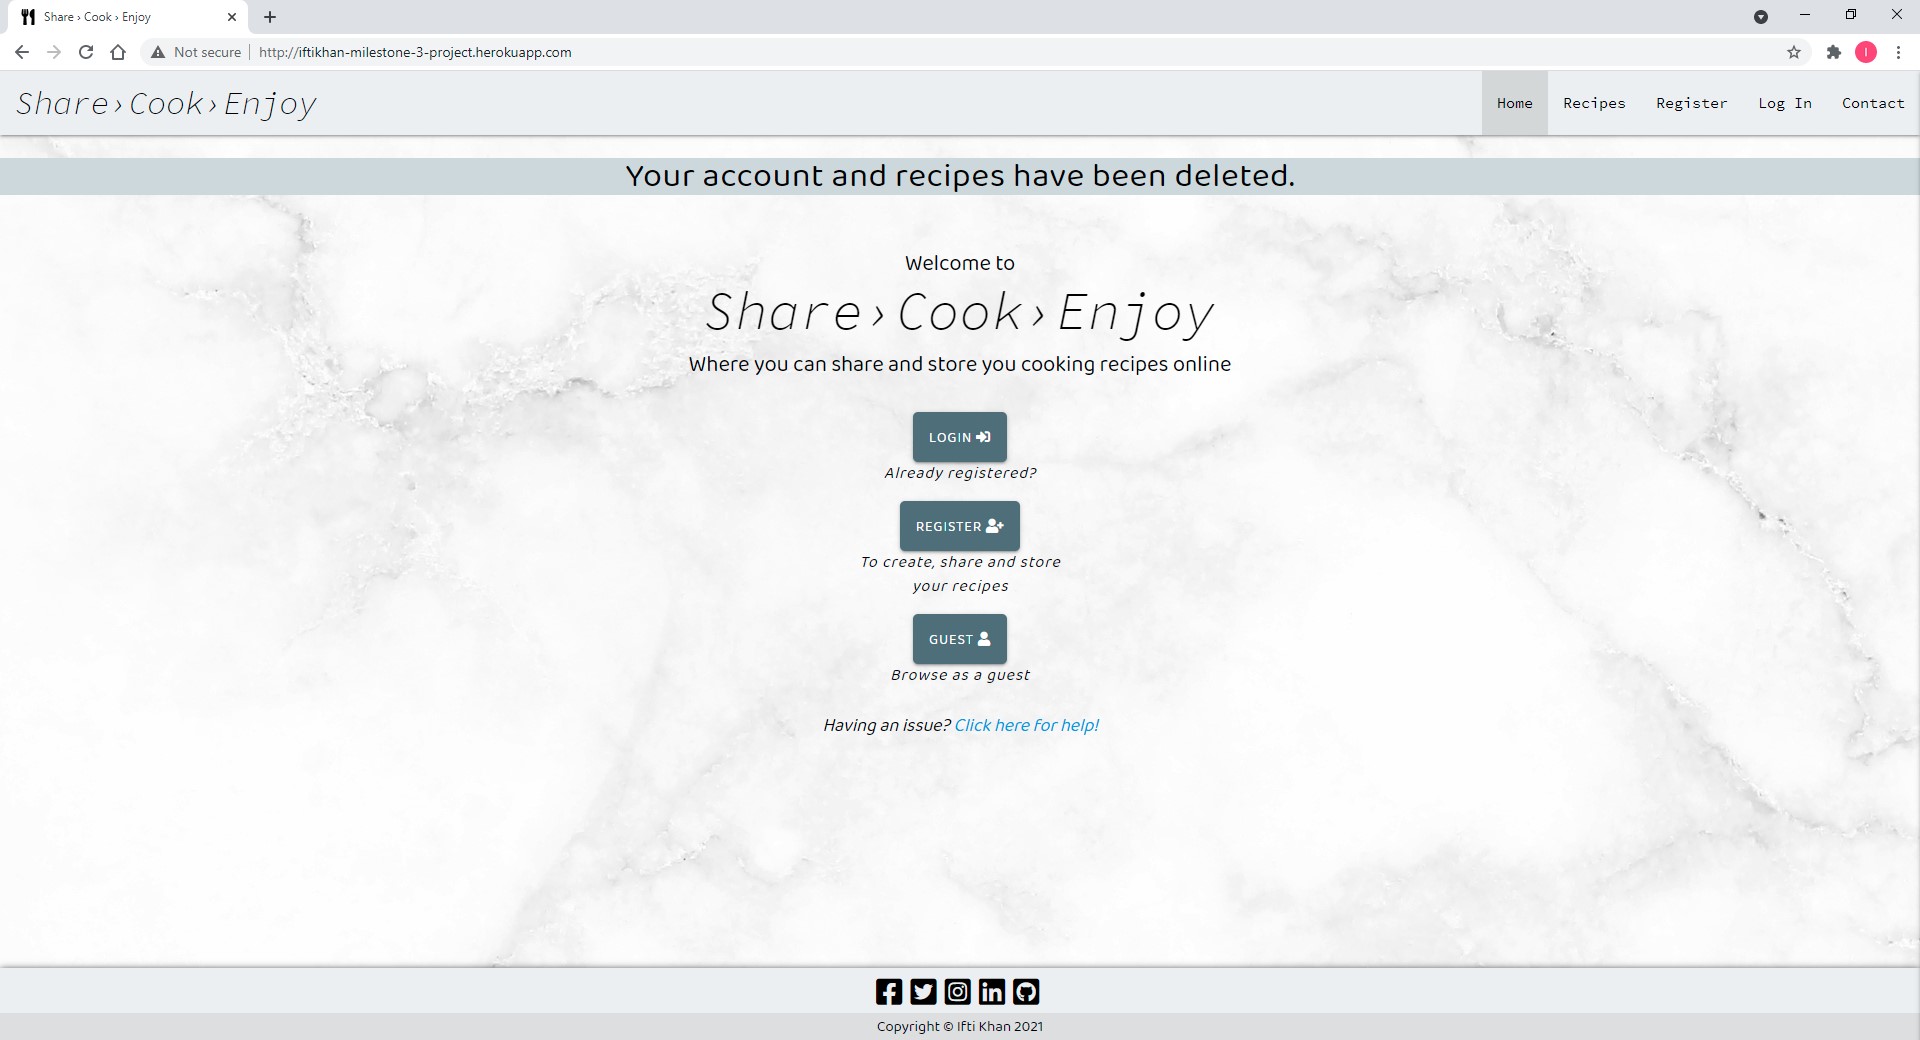 Share › Cook › Enjoy
Not secure
http://iftikhan-milestone-3-project.herokuapp.com
I
Share›Cook›Enjoy
Home
Recipes
Register
Log In
Contact
Your account and recipes have been deleted.
Welcome to
Share›Cook›Enjoy
Where you can share and store you cooking recipes online
LOGIN
Already registered?
REGISTER
To create, share and store
your recipes
GUEST
Browse as a guest
Having an issue? Click here for help!
Copyright © Ifti Khan 2021